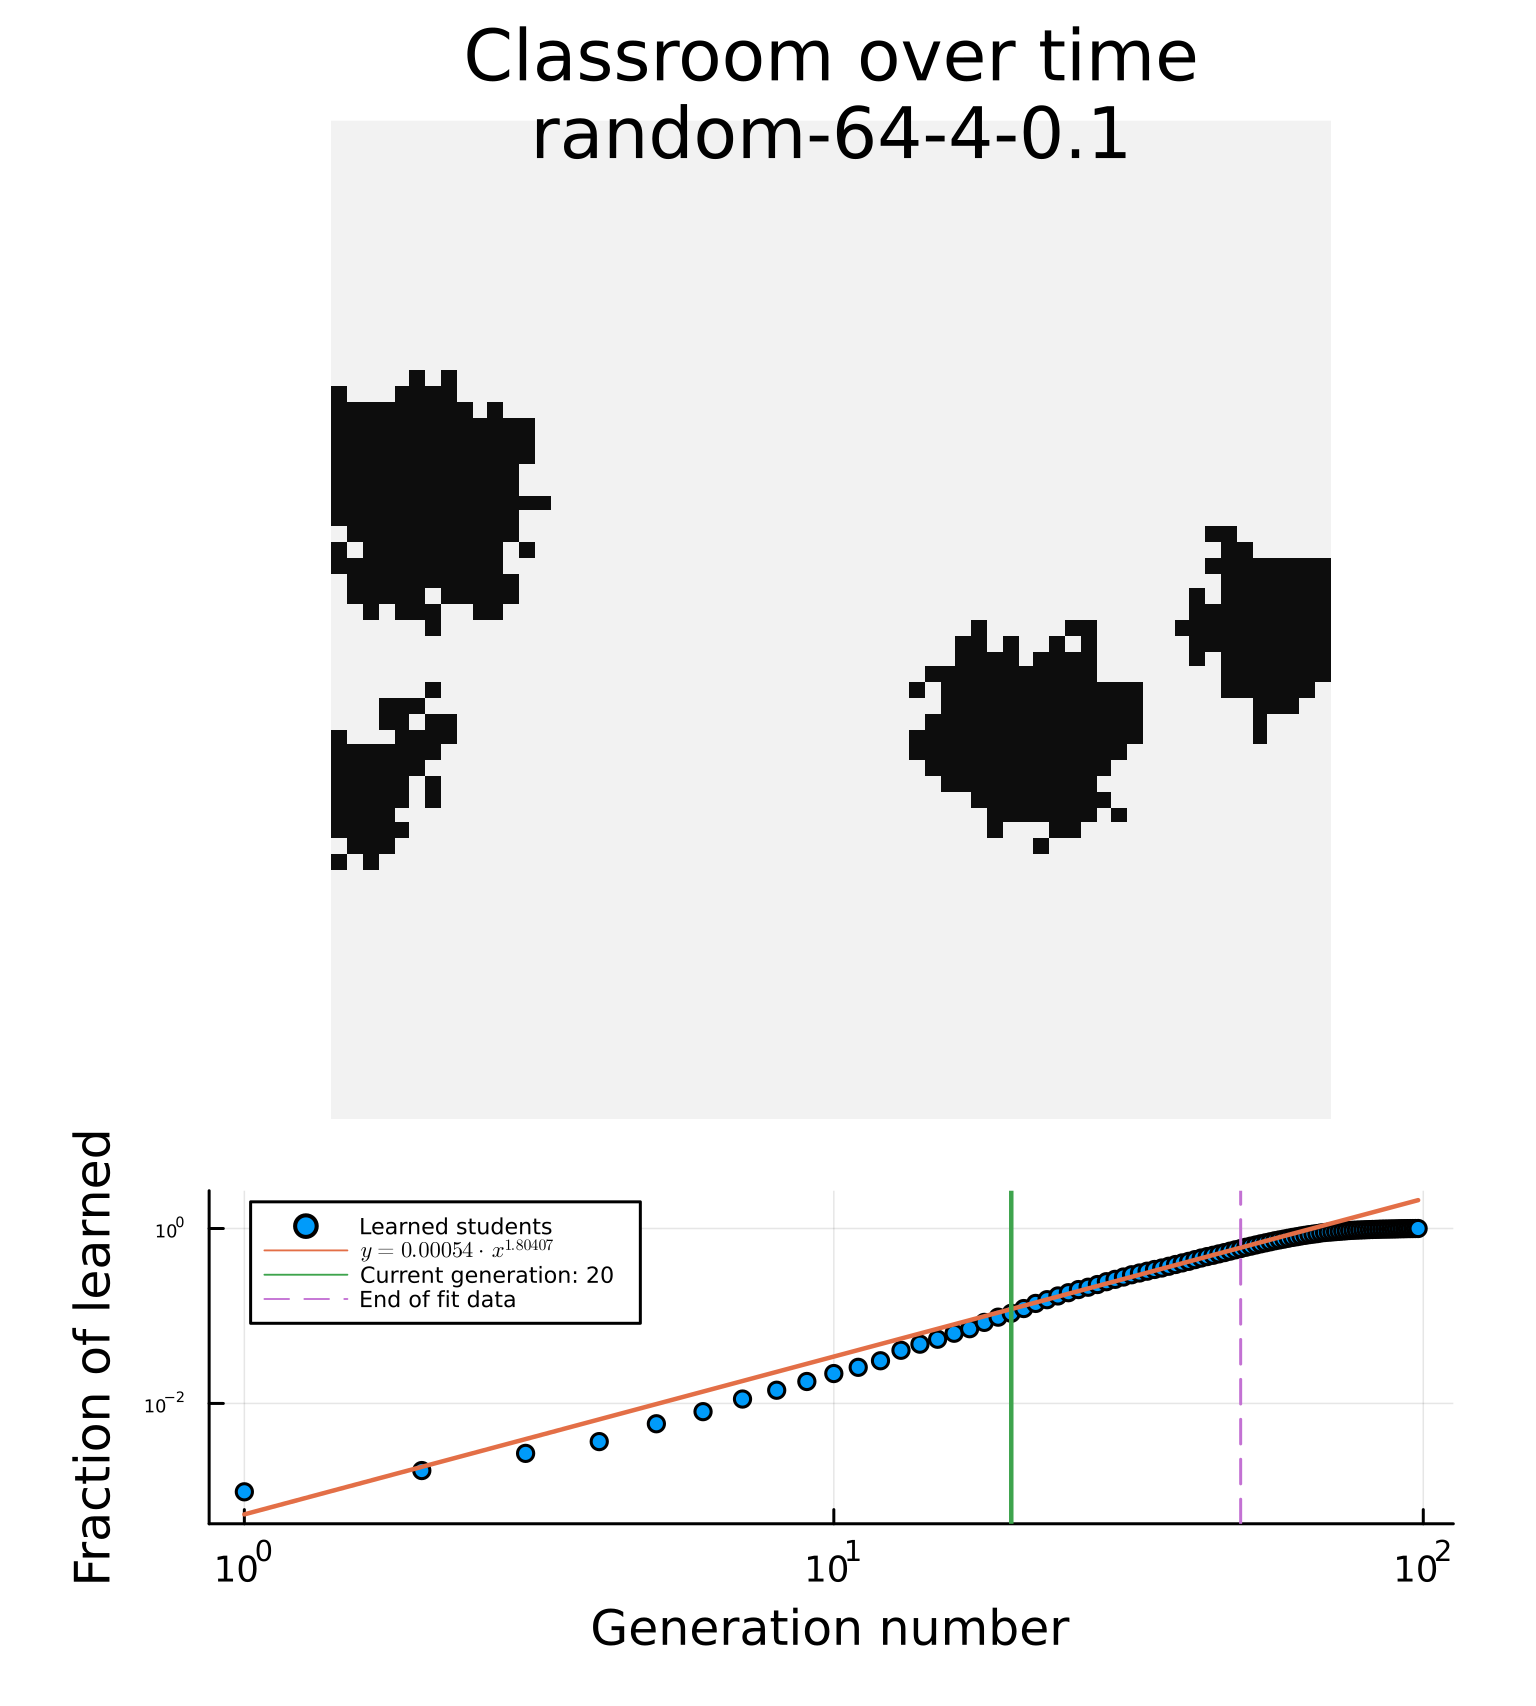 Classroom over time
random-64-4-0.1
Fraction of learned
10^0
10^-2
Learned students
y = 0.00054 · x^1.80407
Current generation: 20
End of fit data
10^0
10^1
10^2
Generation number